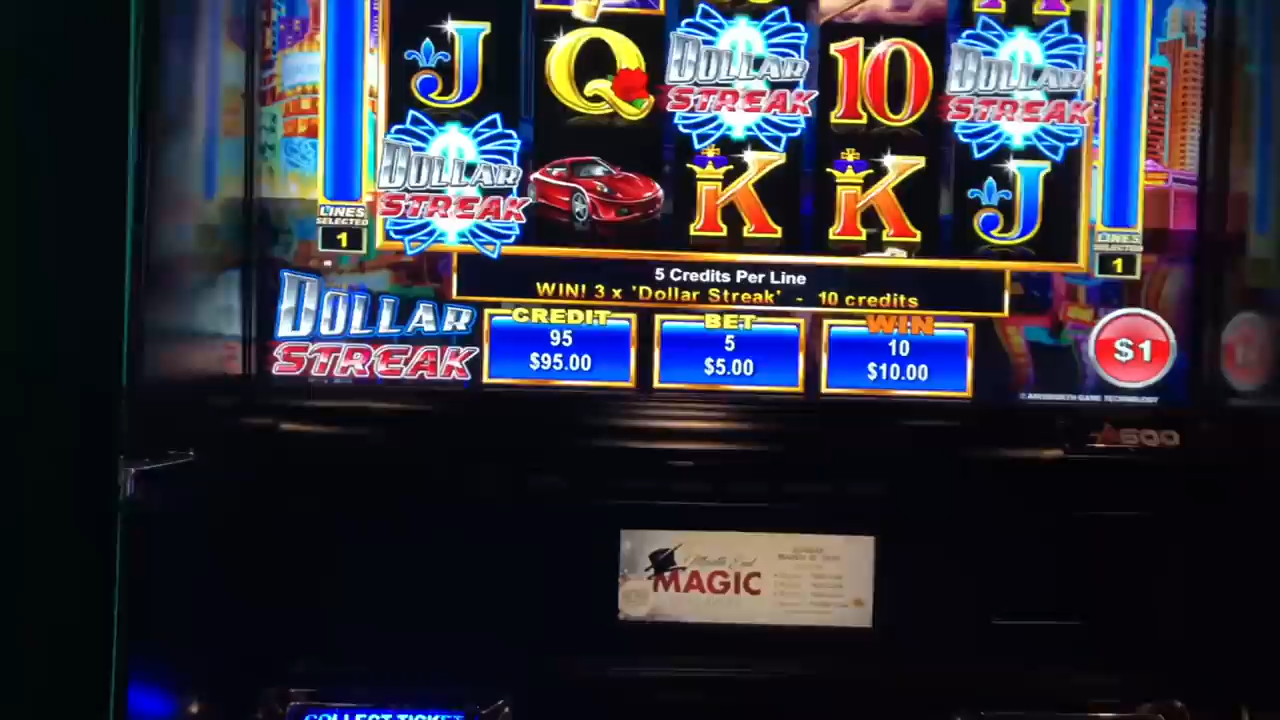 J
Q
DOLLAR
STREAK
10
DOLLAR
STREAK
DOLLAR
STREAK
K
K
J
LINES
SELECTED
1
LINES
SELECTED
1
5 Credits Per Line
WIN! 3 x 'Dollar Streak' - 10 credits
DOLLAR
STREAK
CREDIT
95
$95.00
BET
5
$5.00
WIN
10
$10.00
$1
A600
MAGIC
COLLECT TICKET